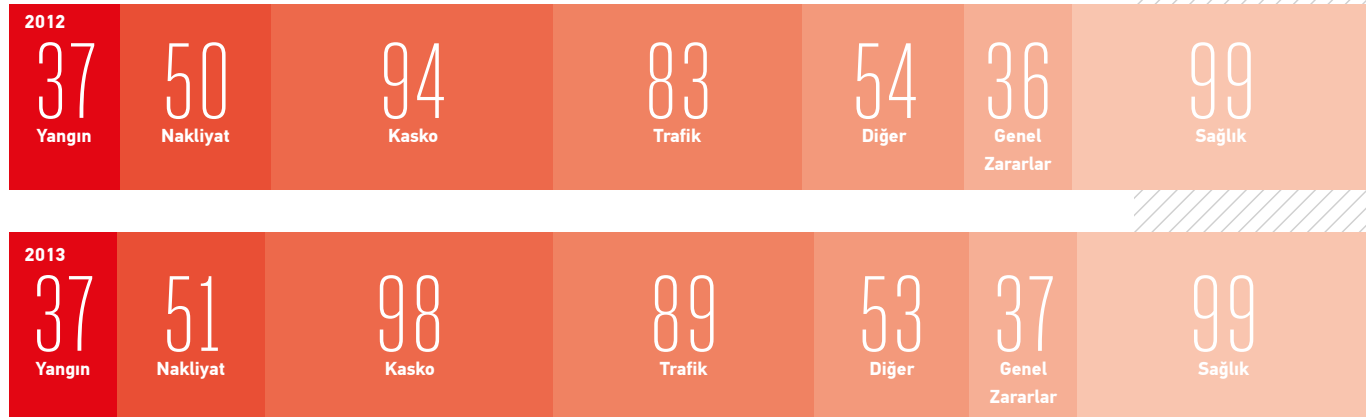 2012
37 50 94 83 54 36 99
Yangın Nakliyat Kasko Trafik Diğer Genel Sağlık
Zararlar
2013
37 51 98 89 53 37 99
Yangın Nakliyat Kasko Trafik Diğer Genel Sağlık
Zararlar